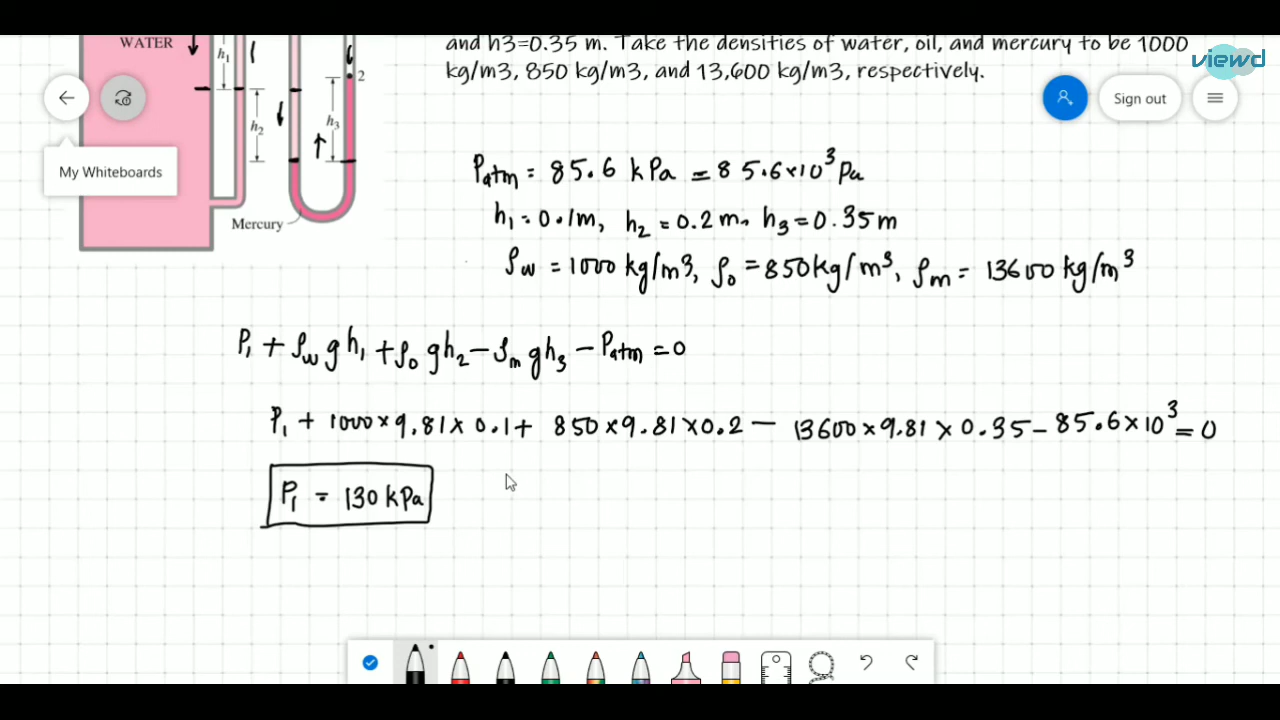 WATER
h1
h2
h3
2
Mercury
and h3=0.35 m. Take the densities of water, oil, and mercury to be 1000
kg/m3, 850 kg/m3, and 13,600 kg/m3, respectively.
viewd
Sign out
My Whiteboards
Patm = 85.6 kPa = 85.6×10³ Pa
h₁ = 0.1m, h₂ = 0.2 m, h₃ = 0.35 m
ρw = 1000 kg/m³, ρo = 850 kg/m³, ρm = 13600 kg/m³
P₁ + ρw g h₁ + ρo g h₂ - ρm g h₃ - Patm = 0
P₁ + 1000 × 9.81 × 0.1 + 850 × 9.81 × 0.2 - 13600 × 9.81 × 0.35 - 85.6 × 10³ = 0
P₁ = 130 kPa